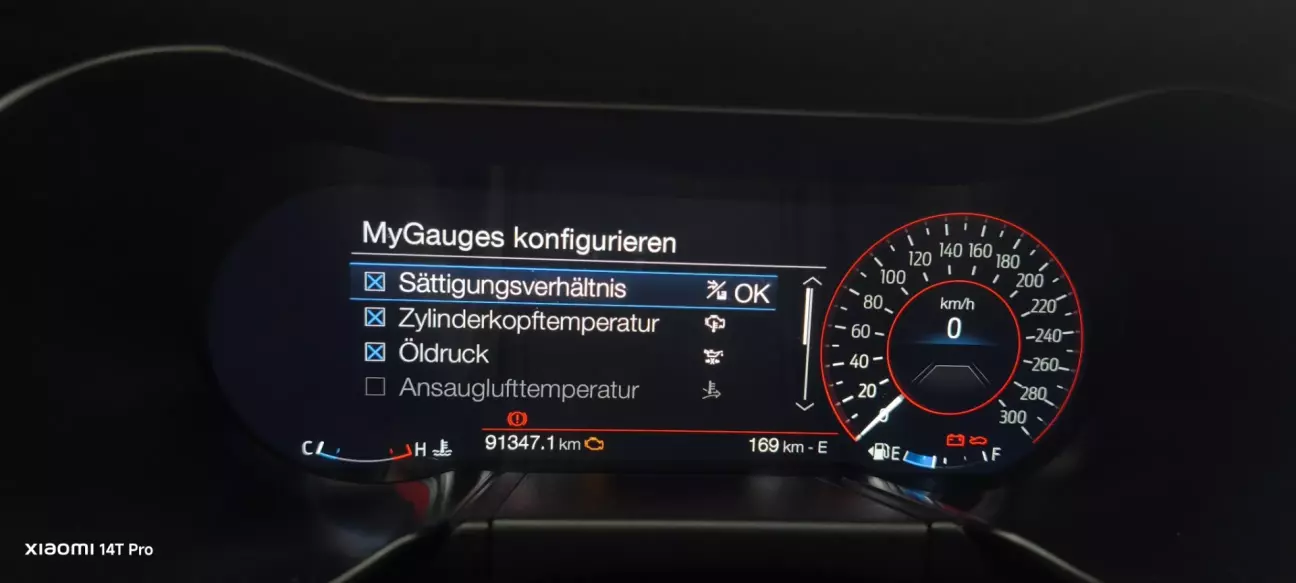 MyGauges konfigurieren
Sättigungsverhältnis OK
Zylinderkopftemperatur
Öldruck
Ansauglufttemperatur
C H
91347.1 km
169 km - E
0 20 40 60 80 100 120 140 160 180 200 220 240 260 280 300
km/h
0
E F
XIAOMI 14T Pro